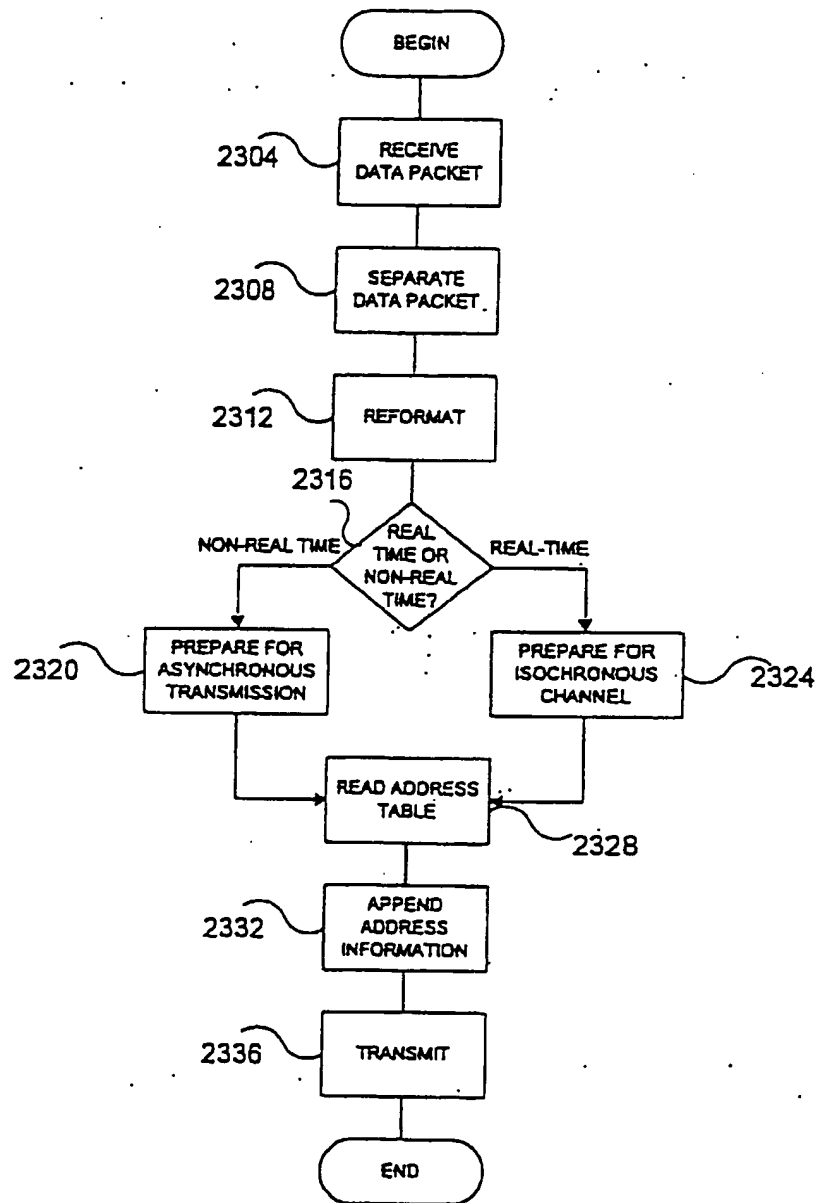 BEGIN
2304
RECEIVE
DATA PACKET
2308
SEPARATE
DATA PACKET
2312
REFORMAT
2316
NON-REAL TIME
REAL
TIME OR
NON-REAL
TIME?
REAL-TIME
2320
PREPARE FOR
ASYNCHRONOUS
TRANSMISSION
PREPARE FOR
ISOCHRONOUS
CHANNEL
2324
READ ADDRESS
TABLE
2328
2332
APPEND
ADDRESS
INFORMATION
2336
TRANSMIT
END